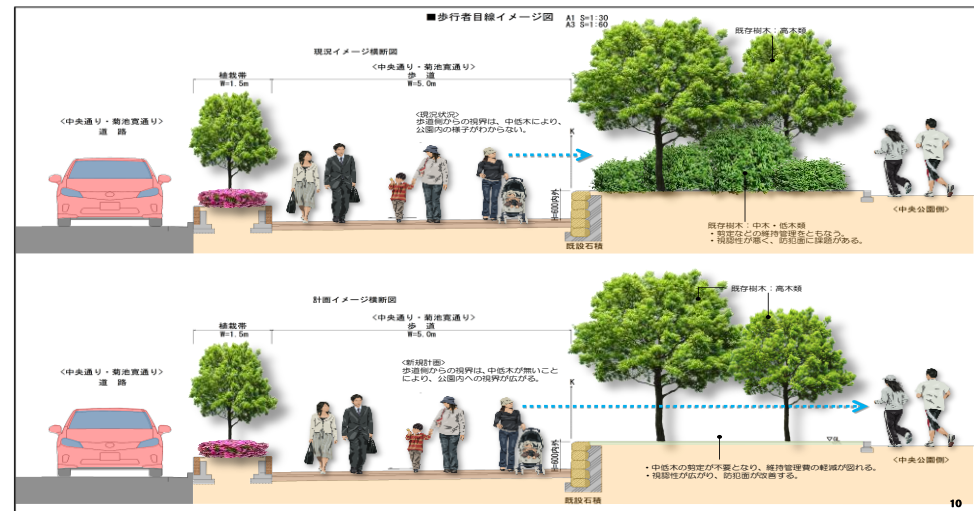 ■歩行者目線イメージ図 A1 S=1:30
A3 S=1:60
現況イメージ横断図
<中央通り・菊池寛通り>
植栽帯 歩 道
W=1.5m W=5.0m
<中央通り・菊池寛通り>
道 路
<現況状況>
歩道側からの視界は、中低木により、
公園内の様子がわからない。
既存樹木:高木類
K
H=600内外
既設石積
既存樹木:中木・低木類
・剪定などの維持管理をともなう。
・視認性が悪く、防犯面に課題がある。
<中央公園側>
計画イメージ横断図
<中央通り・菊池寛通り>
植栽帯 歩 道
W=1.5m W=5.0m
<中央通り・菊池寛通り>
道 路
<新規計画>
歩道側からの視界は、中低木が無いこと
により、公園内への視界が広がる。
既存樹木:高木類
K
H=600内外
既設石積
▽GL
・中低木の剪定が不要となり、維持管理費の軽減が図れる。
・視認性が広がり、防犯面が改善する。
<中央公園側>
10